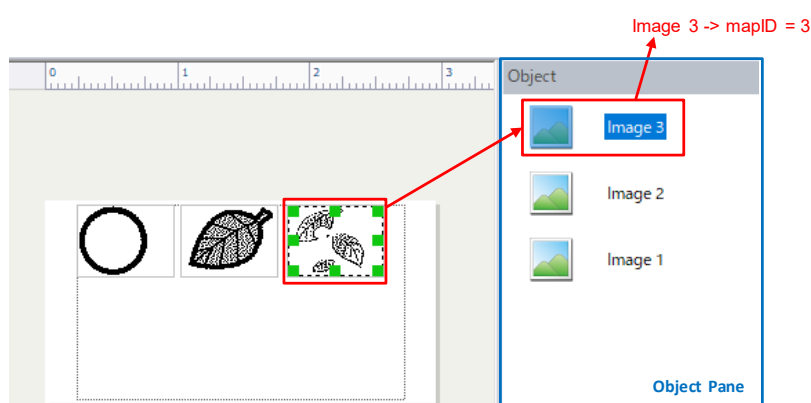 Image 3 -> mapID = 3
0 1 2 3
Object
Image 3
Image 2
Image 1
Object Pane